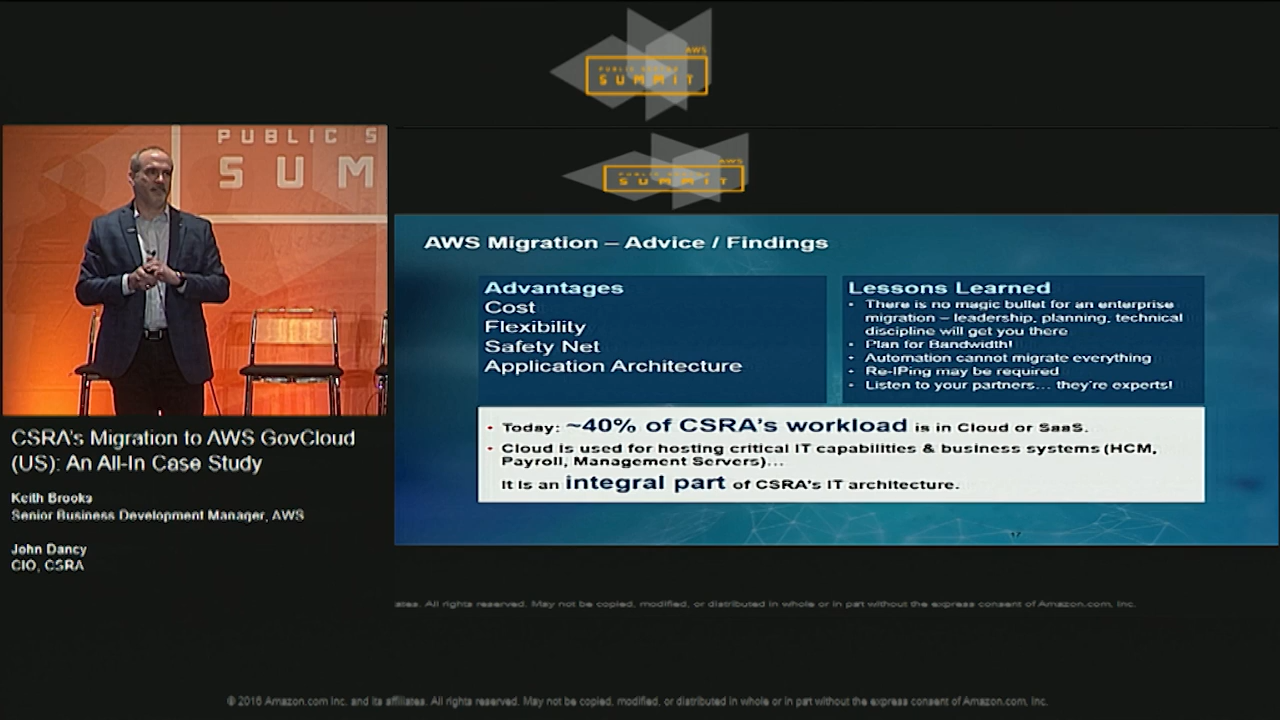 AWS
PUBLIC SECTOR
SUMMIT
AWS
PUBLIC SECTOR
SUMMIT
PUBLIC S
SUM
AWS Migration – Advice / Findings
Advantages
Cost
Flexibility
Safety Net
Application Architecture
Lessons Learned
• There is no magic bullet for an enterprise
migration – leadership, planning, technical
discipline will get you there
• Plan for Bandwidth!
• Automation cannot migrate everything
• Re-IPing may be required
• Listen to your partners... they're experts!
• Today: ~40% of CSRA's workload is in Cloud or SaaS.
• Cloud is used for hosting critical IT capabilities & business systems (HCM,
Payroll, Management Servers)...
It is an integral part of CSRA's IT architecture.
17
CSRA's Migration to AWS GovCloud
(US): An All-In Case Study
Keith Brooks
Senior Business Development Manager, AWS
John Dancy
CIO, CSRA
ates. All rights reserved. May not be copied, modified, or distributed in whole or in part without the express consent of Amazon.com, Inc.
© 2016 Amazon.com Inc. and its affiliates. All rights reserved. May not be copied, modified, or distributed in whole or in part without the express consent of Amazon.com, Inc.